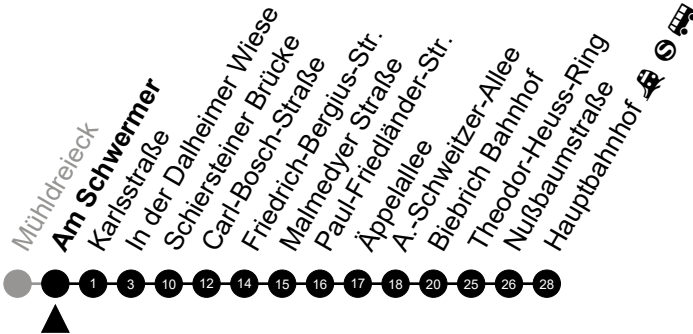 Mühldreieck
Am Schwermer
Karlsstraße
In der Dalheimer Wiese
Schiersteiner Brücke
Carl-Bosch-Straße
Friedrich-Bergius-Str.
Malmedyer Straße
Paul-Friedländer-Str.
Äppelallee
A.-Schweitzer-Allee
Biebrich Bahnhof
Theodor-Heuss-Ring
Nußbaumstraße
Hauptbahnhof S
1 3 10 12 14 15 16 17 18 20 25 26 28